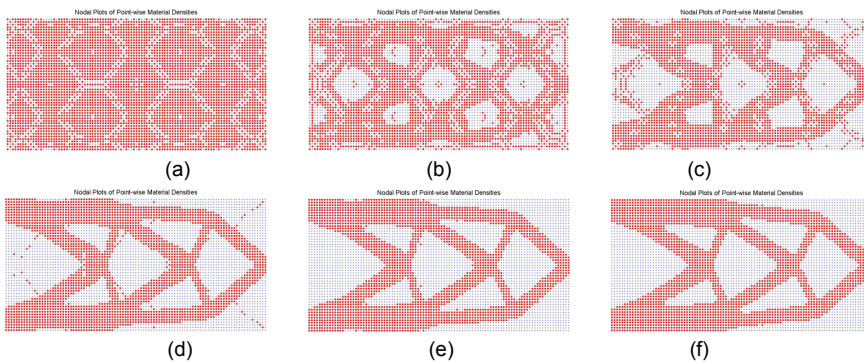 Nodal Plots of Point-wise Material Densities
Nodal Plots of Point-wise Material Densities
Nodal Plots of Point-wise Material Densities
(a)
(b)
(c)
Nodal Plots of Point-wise Material Densities
Nodal Plots of Point-wise Material Densities
Nodal Plots of Point-wise Material Densities
(d)
(e)
(f)